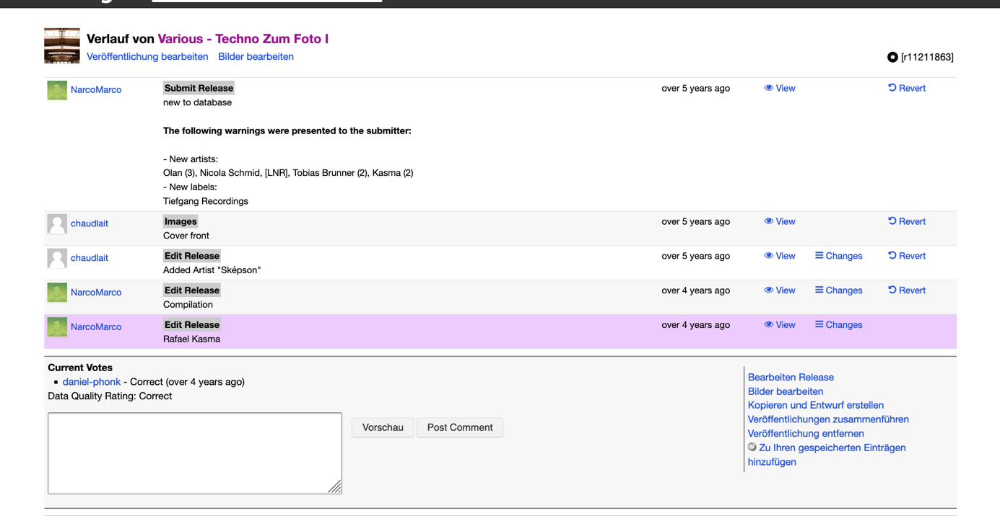 Verlauf von Various - Techno Zum Foto I
Veröffentlichung bearbeiten Bilder bearbeiten
[r11211863]
NarcoMarco Submit Release over 5 years ago View Revert
new to database
The following warnings were presented to the submitter:
- New artists:
Olan (3), Nicola Schmid, [LNR], Tobias Brunner (2), Kasma (2)
- New labels:
Tiefgang Recordings
chaudlait Images over 5 years ago View Revert
Cover front
chaudlait Edit Release over 5 years ago View Changes Revert
Added Artist "Sképson"
NarcoMarco Edit Release over 4 years ago View Changes Revert
Compilation
NarcoMarco Edit Release over 4 years ago View Changes
Rafael Kasma
Current Votes
daniel-phonk - Correct (over 4 years ago)
Data Quality Rating: Correct
Vorschau Post Comment
Bearbeiten Release
Bilder bearbeiten
Kopieren und Entwurf erstellen
Veröffentlichungen zusammenführen
Veröffentlichung entfernen
Zu Ihren gespeicherten Einträgen
hinzufügen